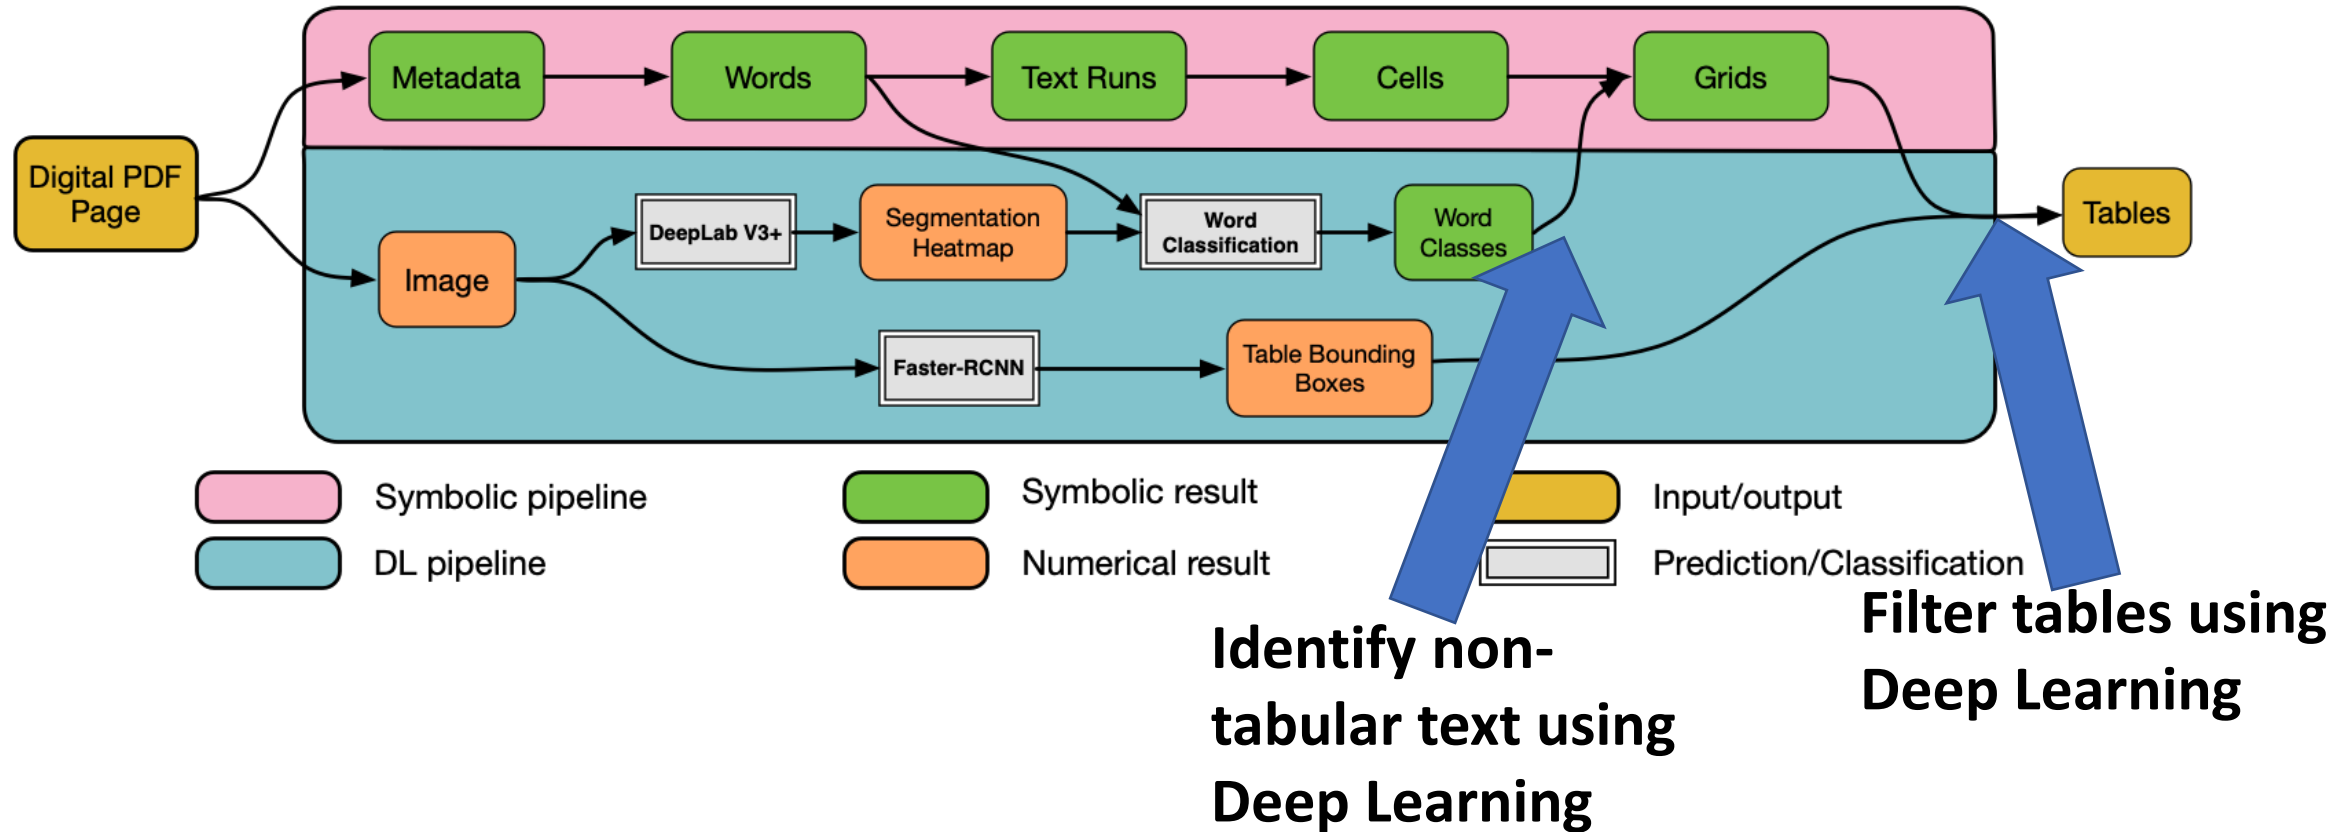 Metadata
Words
Text Runs
Cells
Grids
Digital PDF
Page
Image
DeepLab V3+
Segmentation
Heatmap
Word
Classification
Word
Classes
Tables
Faster-RCNN
Table Bounding
Boxes
Symbolic pipeline
Symbolic result
Input/output
DL pipeline
Numerical result
Prediction/Classification
Identify non-
tabular text using
Deep Learning
Filter tables using
Deep Learning